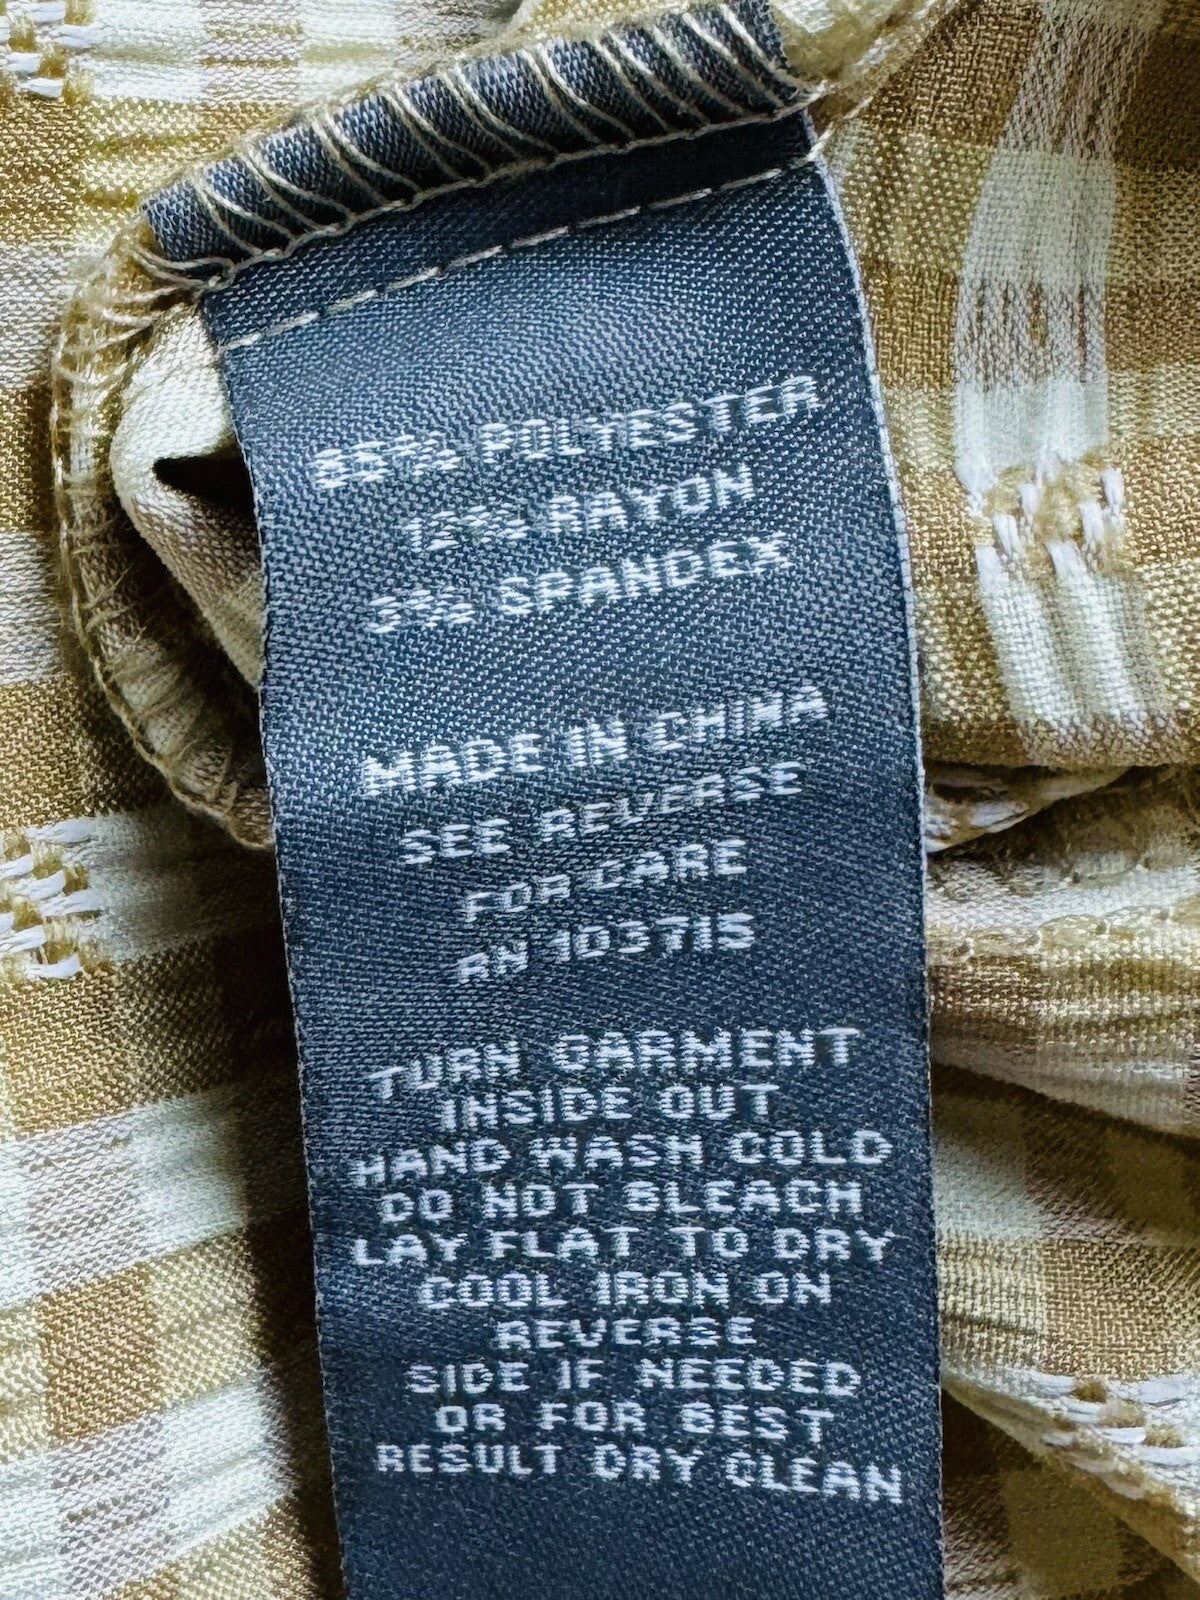 85% POLYESTER
12% RAYON
3% SPANDEX
MADE IN CHINA
SEE REVERSE
FOR CARE
RN 103715
TURN GARMENT
INSIDE OUT
HAND WASH COLD
DO NOT BLEACH
LAY FLAT TO DRY
COOL IRON ON
REVERSE
SIDE IF NEEDED
OR FOR BEST
RESULT DRY CLEAN